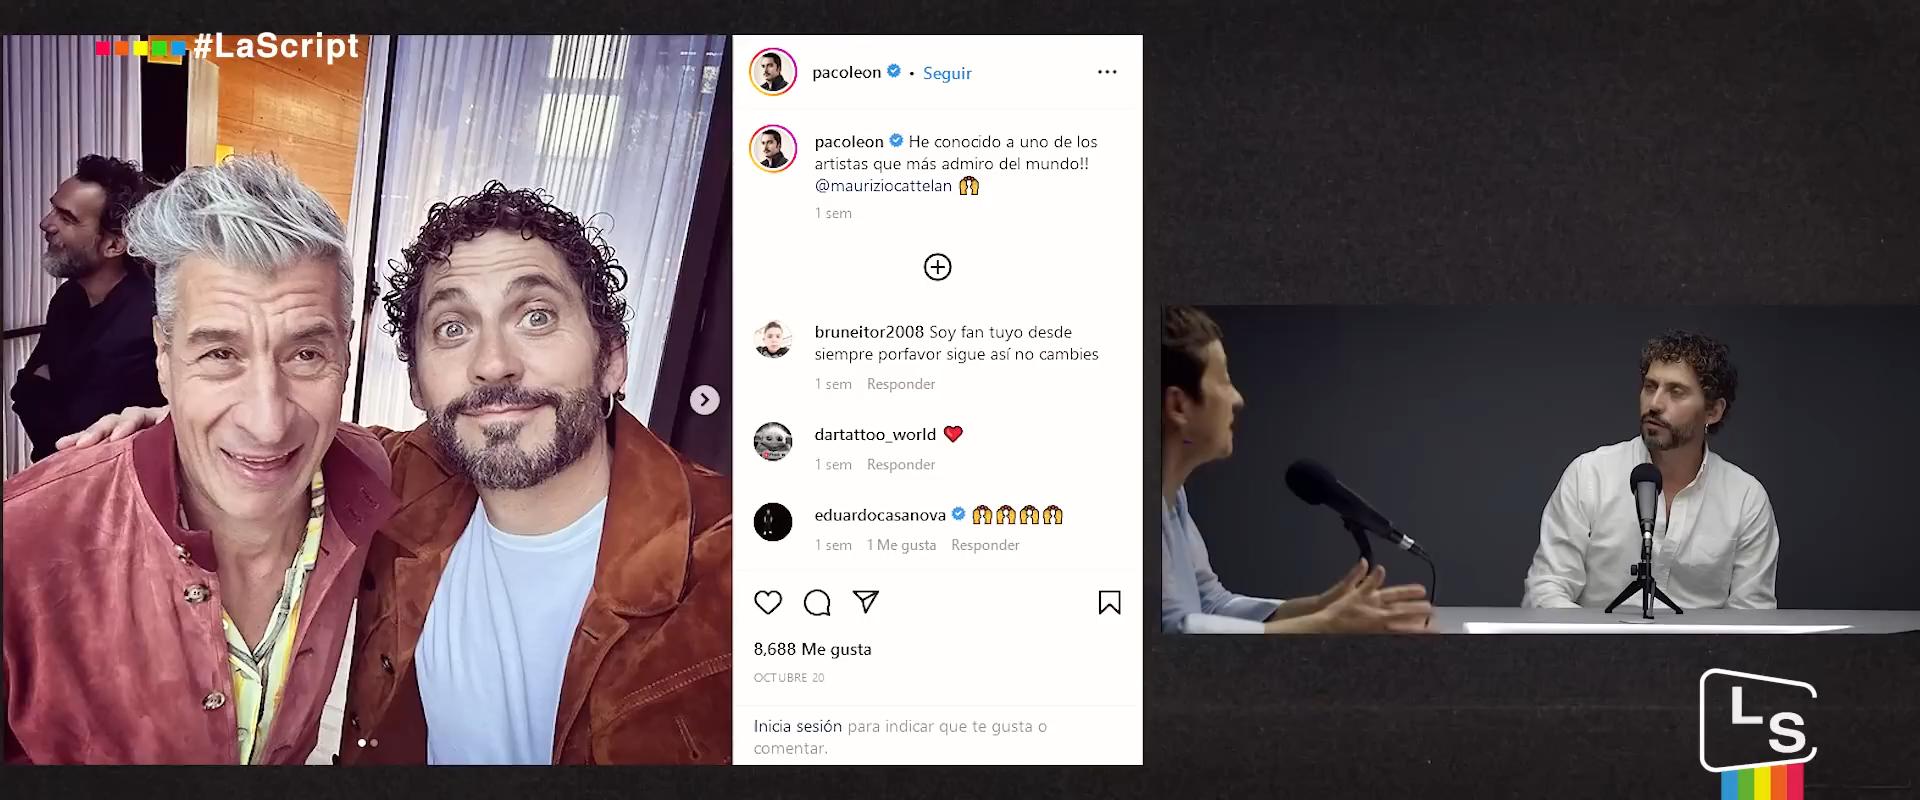 #LaScript
pacoleon • Seguir
pacoleon He conocido a uno de los
artistas que más admiro del mundo!!
@mauriziocattelan
1 sem
bruneitor2008 Soy fan tuyo desde
siempre porfavor sigue así no cambies
1 sem Responder
dartattoo_world
1 sem Responder
eduardocasanova
1 sem 1 Me gusta Responder
8,688 Me gusta
OCTUBRE 20
Inicia sesión para indicar que te gusta o
comentar.
LS